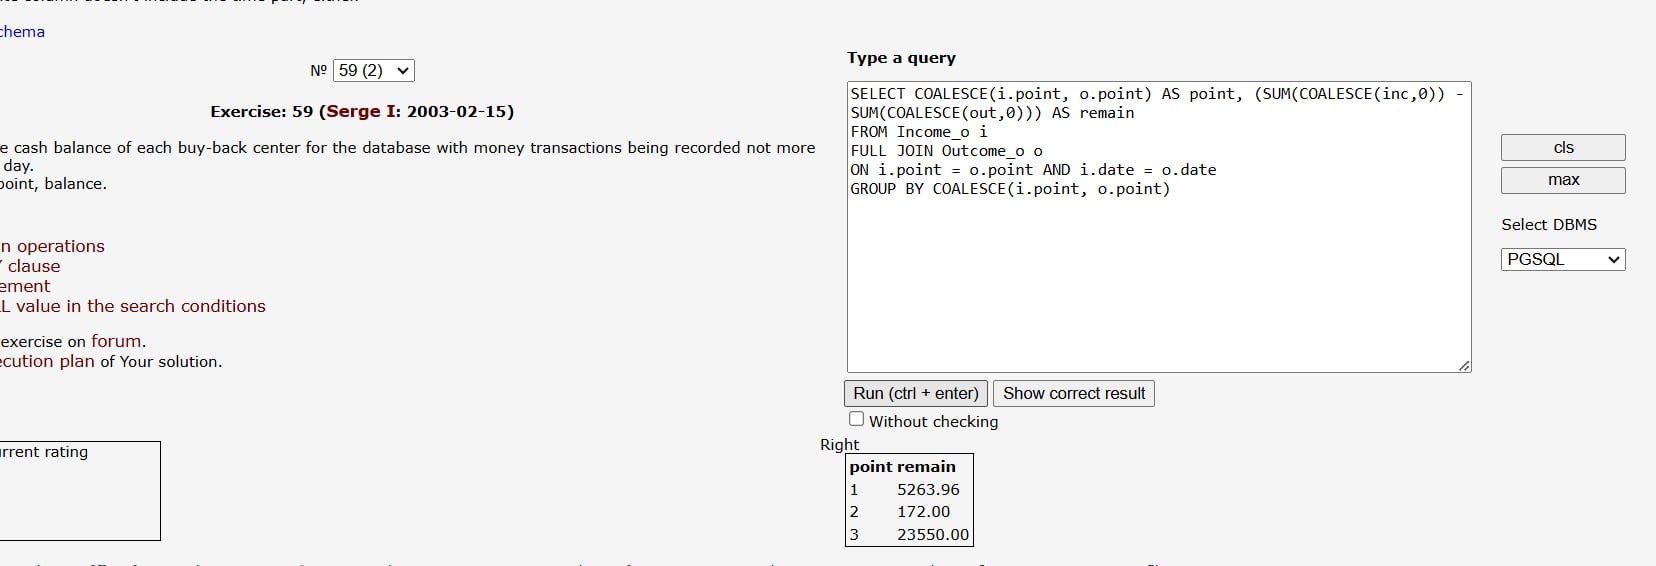 chema
Nº 59 (2)
Exercise: 59 (Serge I: 2003-02-15)
e cash balance of each buy-back center for the database with money transactions being recorded not more
day.
point, balance.
n operations
clause
ement
L value in the search conditions
exercise on forum.
ecution plan of Your solution.
rrent rating
Type a query
SELECT COALESCE(i.point, o.point) AS point, (SUM(COALESCE(inc,0)) -
SUM(COALESCE(out,0))) AS remain
FROM Income_o i
FULL JOIN Outcome_o o
ON i.point = o.point AND i.date = o.date
GROUP BY COALESCE(i.point, o.point)
cls
max
Select DBMS
PGSQL
Run (ctrl + enter) Show correct result
Without checking
Right
point remain
1 5263.96
2 172.00
3 23550.00